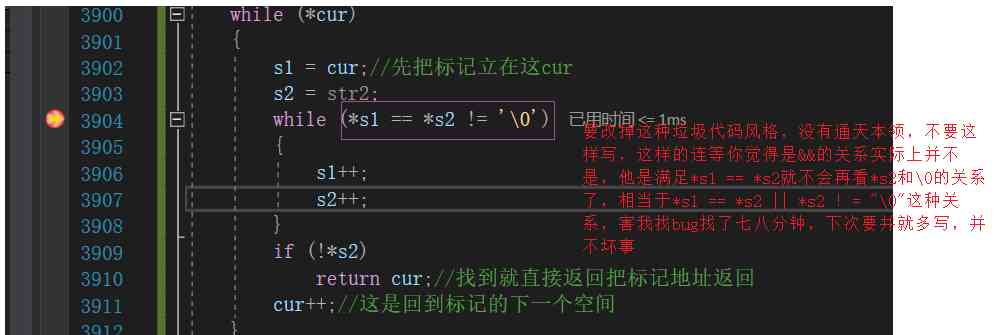 3900 while (*cur)
3901 {
3902 s1 = cur;//先把标记立在这cur
3903 s2 = str2;
3904 while (*s1 == *s2 != '\0') 已用时间 <= 1ms
3905 {
3906 s1++;
3907 s2++;
3908 }
3909 if (!*s2)
3910 return cur;//找到就直接返回把标记地址返回
3911 cur++;//这是回到标记的下一个空间
3912 }
要改掉这种垃圾代码风格，没有通天本领，不要这
样写，这样的连等你觉得是&&的关系实际上并不
是，他是满足*s1 == *s2就不会再看*s2和\0的关系
了，相当于*s1 == *s2 || *s2 ! = "\0"这种关
系，害我找bug找了七八分钟，下次要并就多写，并
不坏事